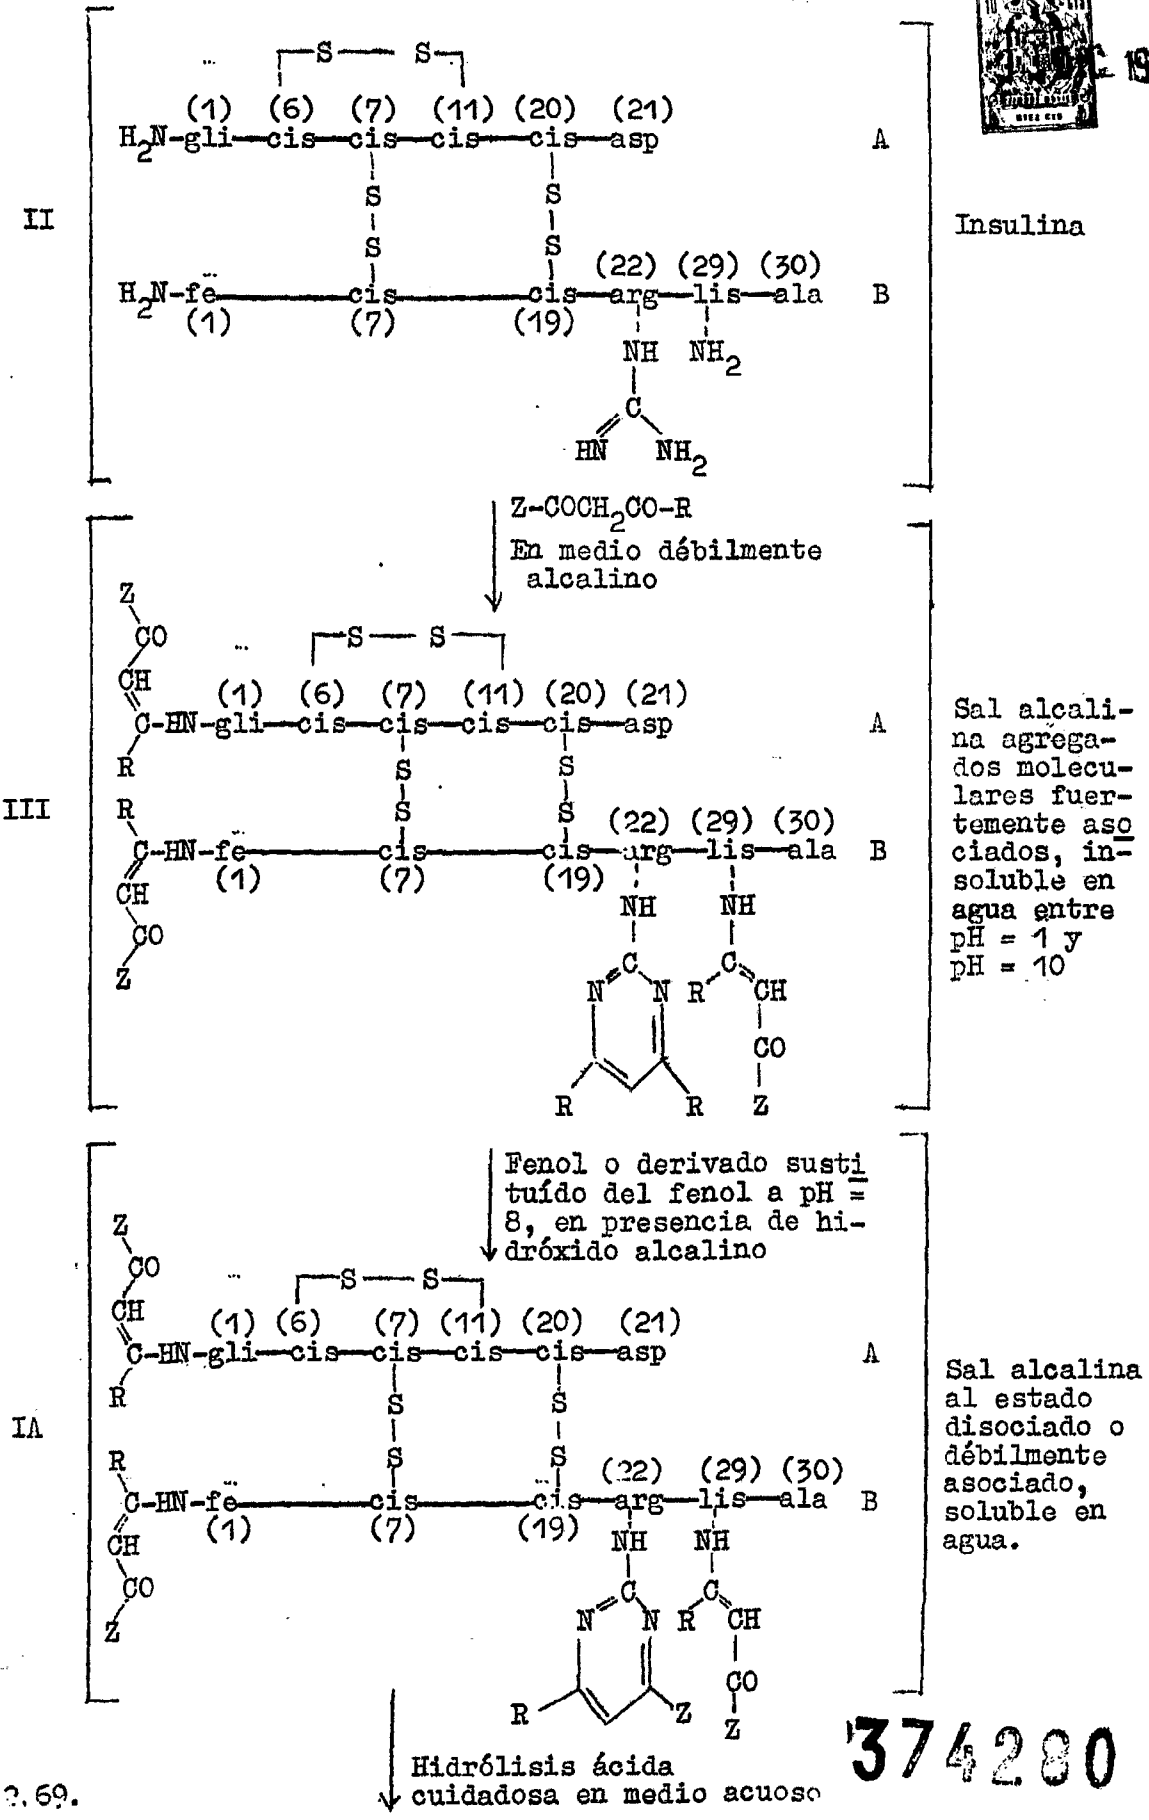 DIEZ CTS
19
S S
(1) (6) (7) (11) (20) (21)
H2N-gli-cis-cis-cis-cis-asp A
S S
II
S S
Insulina
(22) (29) (30)
H2N-fe cis cis-arg-lis-ala B
(1) (7) (19)
NH NH2
C
HN NH2
Z-COCH2CO-R
En medio débilmente
alcalino
Z
CO
S S
CH
(1) (6) (7) (11) (20) (21)
C-HN-gli-cis-cis-cis-cis-asp A
R
S S
III
R
S S
(22) (29) (30)
C-HN-fe cis cis-arg-lis-ala B
(1) (7) (19)
CH
NH NH
CO
Z
C C
N N R CH
CO
R R Z
Sal alcali-
na agrega-
dos molecu-
lares fuer-
temente aso
ciados, in-
soluble en
agua entre
pH = 1 y
pH = 10
Fenol o derivado susti
tuído del fenol a pH =
8, en presencia de hi-
dróxido alcalino
Z
CO
S S
CH
(1) (6) (7) (11) (20) (21)
C-HN-gli-cis-cis-cis-cis-asp A
R
S S
IA
R
S S
(22) (29) (30)
C-HN-fe cis cis-arg-lis-ala B
(1) (7) (19)
CH
NH NH
CO
Z
C C
N N R CH
CO
R Z Z
Sal alcalina
al estado
disociado o
débilmente
asociado,
soluble en
agua.
Hidrólisis ácida
cuidadosa en medio acuoso
374280
2.69.